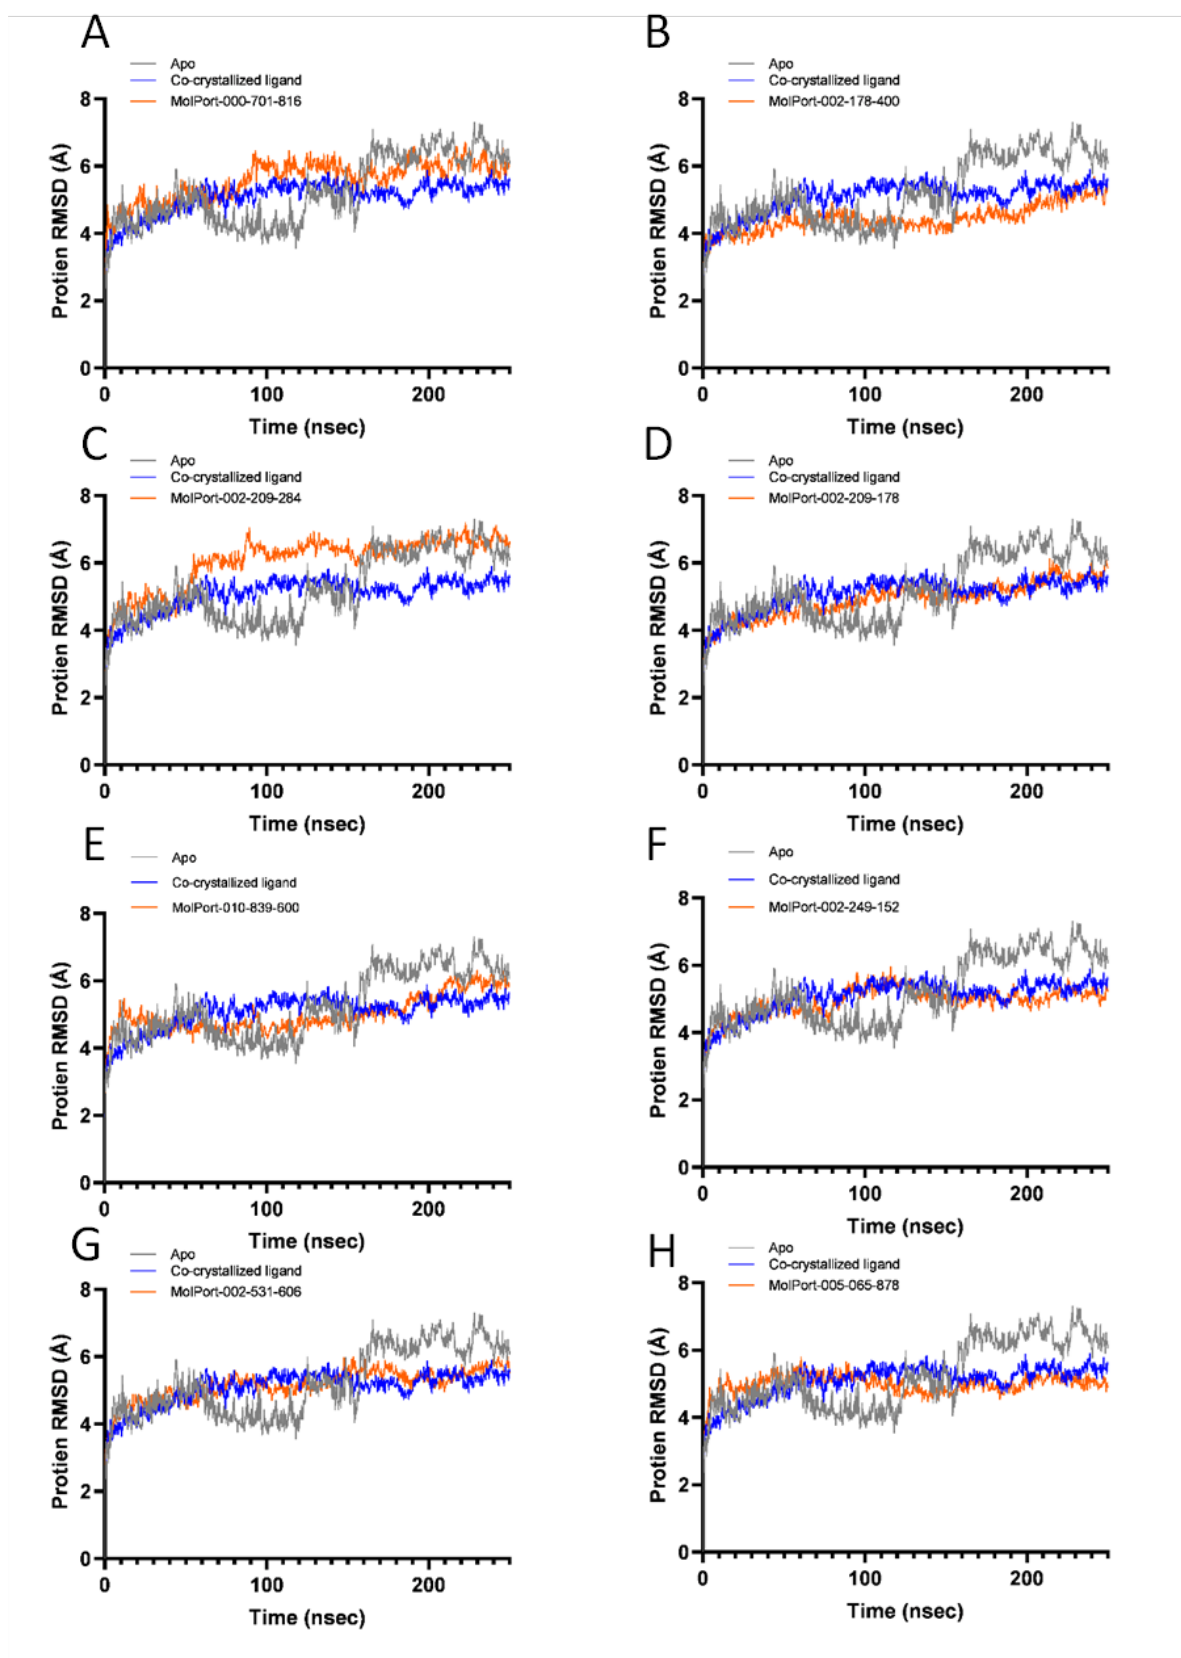 A
Apo
Co-crystallized ligand
MolPort-000-701-816
8
6
4
2
0
Protien RMSD (Å)
0
100
200
Time (nsec)
B
Apo
Co-crystallized ligand
MolPort-002-178-400
8
6
4
2
0
Protien RMSD (Å)
0
100
200
Time (nsec)
C
Apo
Co-crystallized ligand
MolPort-002-209-284
8
6
4
2
0
Protien RMSD (Å)
0
100
200
Time (nsec)
D
Apo
Co-crystallized ligand
MolPort-002-209-178
8
6
4
2
0
Protien RMSD (Å)
0
100
200
Time (nsec)
E
Apo
Co-crystallized ligand
MolPort-010-839-600
8
6
4
2
0
Protien RMSD (Å)
0
100
200
Time (nsec)
F
Apo
Co-crystallized ligand
MolPort-002-249-152
8
6
4
2
0
Protien RMSD (Å)
0
100
200
Time (nsec)
G
Apo
Co-crystallized ligand
MolPort-002-531-606
8
6
4
2
0
Protien RMSD (Å)
0
100
200
Time (nsec)
H
Apo
Co-crystallized ligand
MolPort-005-065-878
8
6
4
2
0
Protien RMSD (Å)
0
100
200
Time (nsec)